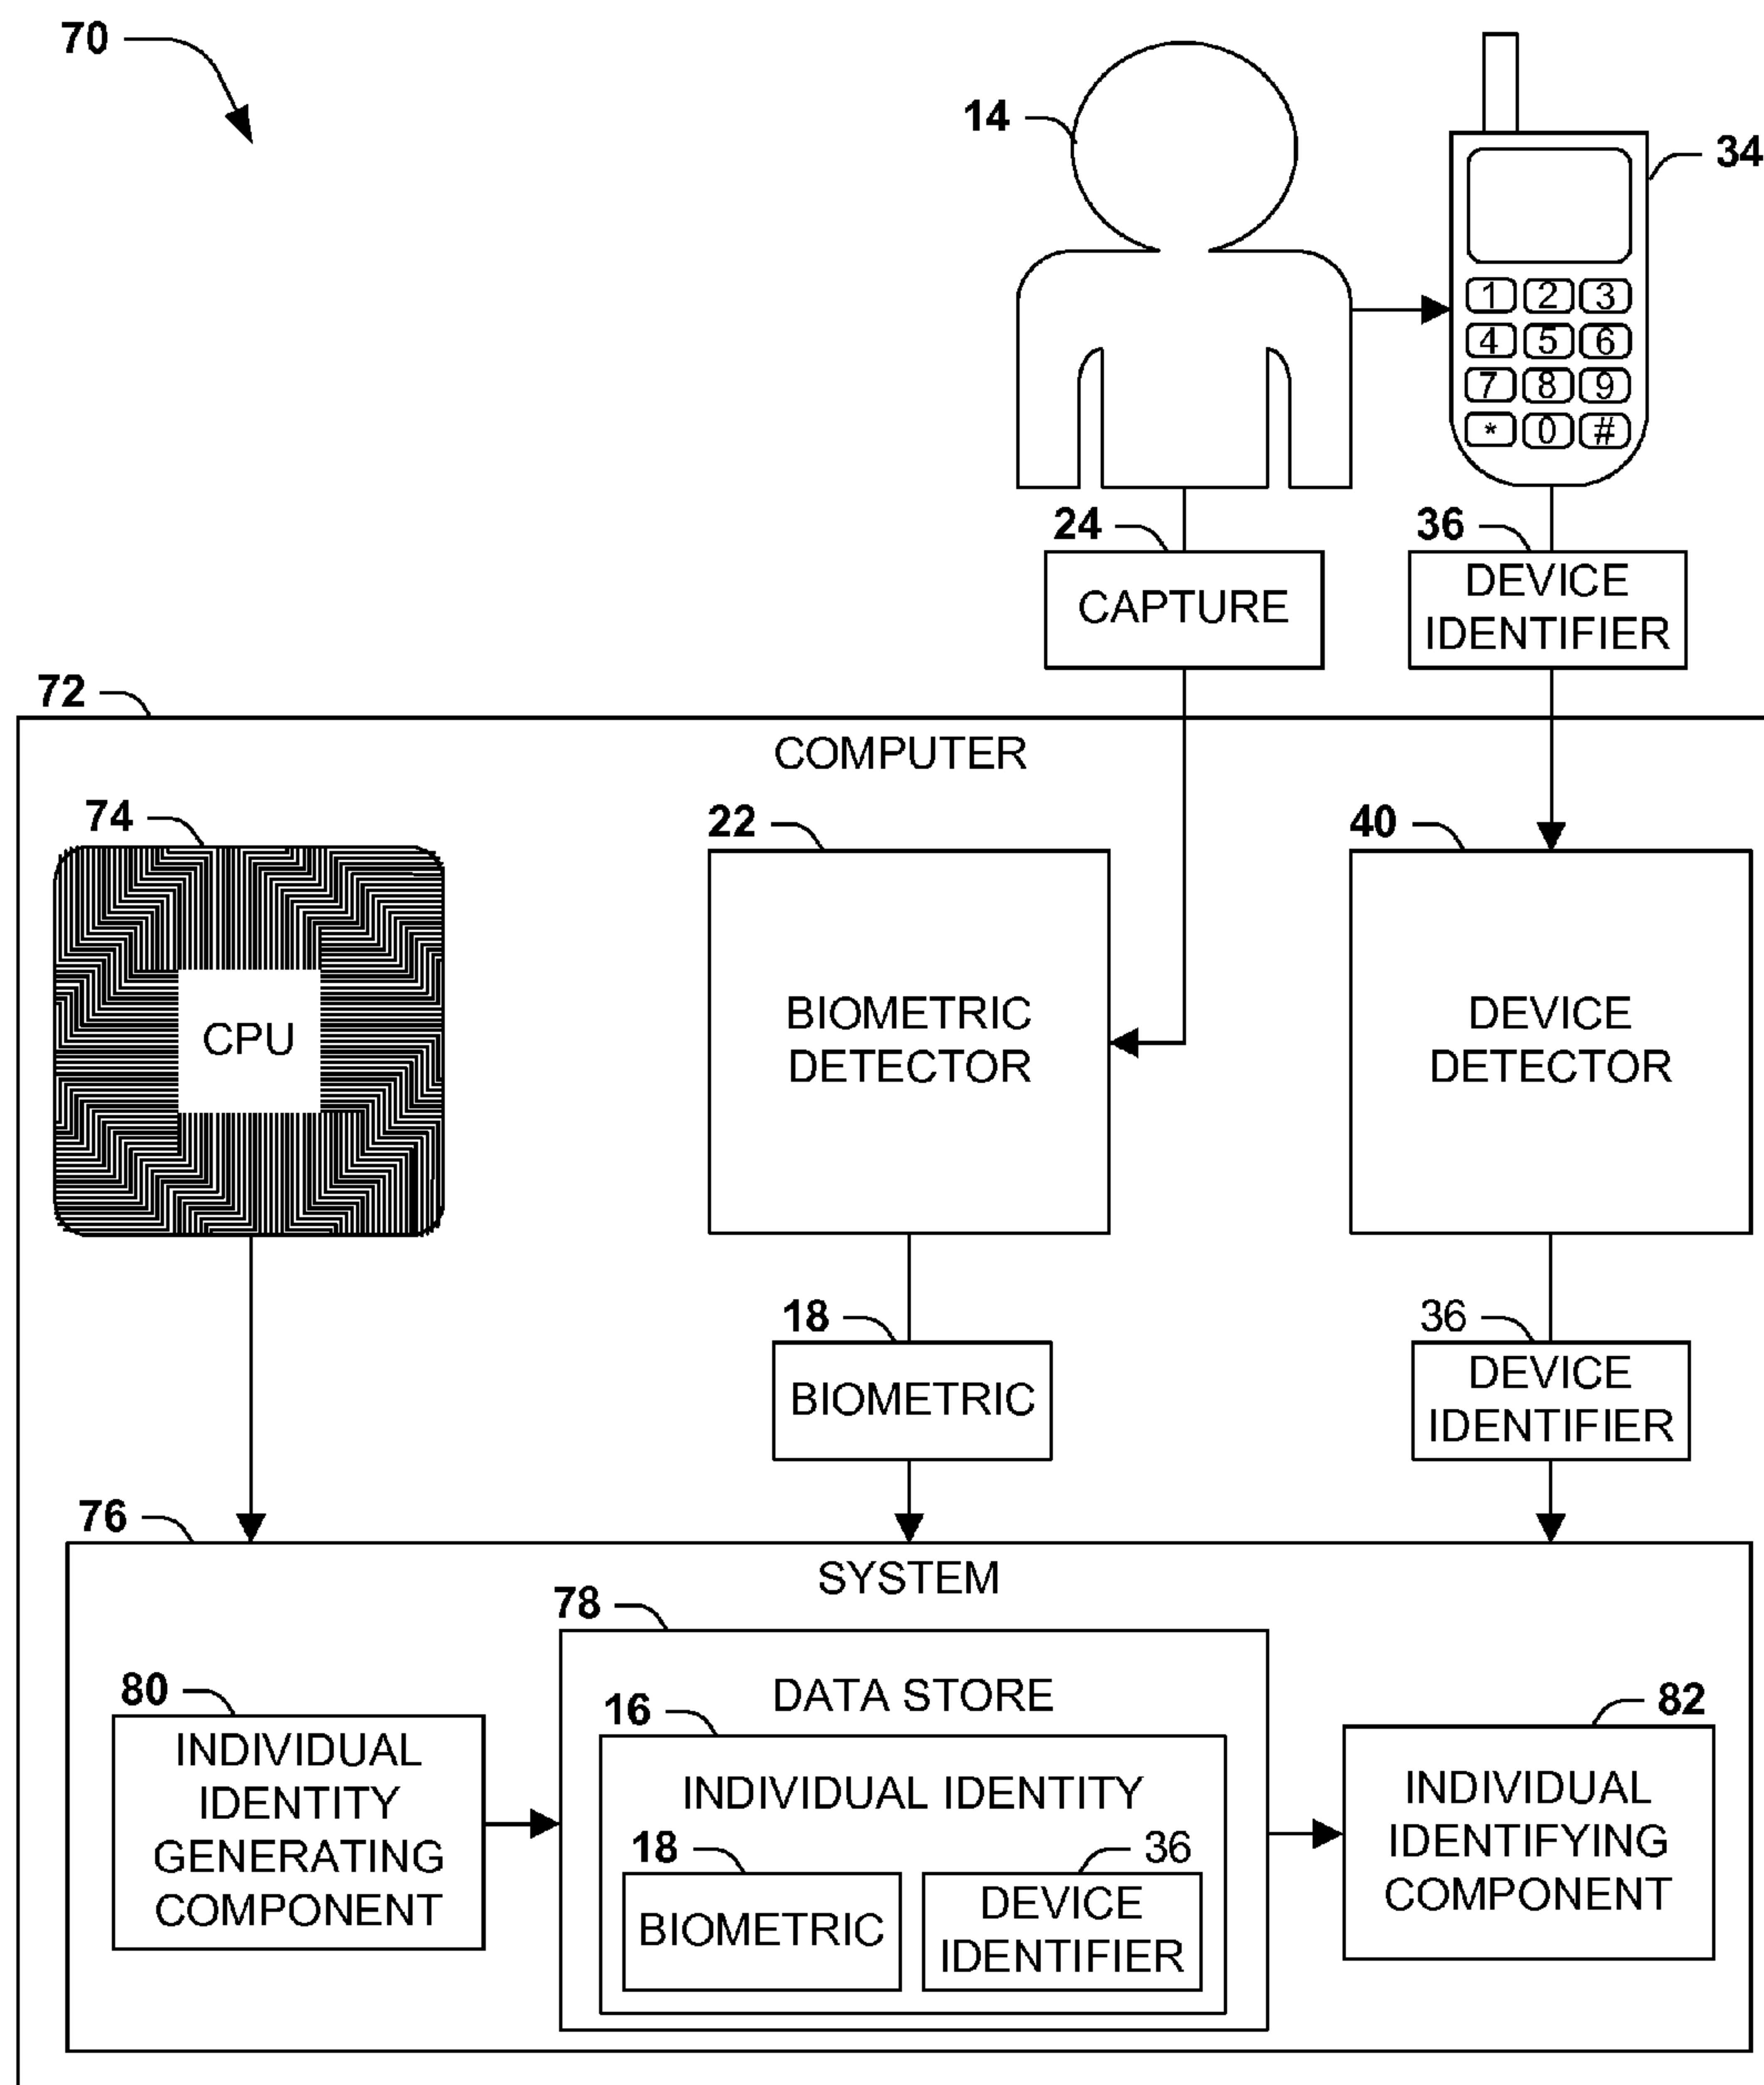 70
14
34
1 2 3
4 5 6
7 8 9
* 0 #
24
36
CAPTURE
DEVICE
IDENTIFIER
72
COMPUTER
74
22
40
CPU
BIOMETRIC
DETECTOR
DEVICE
DETECTOR
18
36
BIOMETRIC
DEVICE
IDENTIFIER
76
SYSTEM
78
DATA STORE
80
16
82
INDIVIDUAL
IDENTITY
GENERATING
COMPONENT
INDIVIDUAL IDENTITY
18
36
BIOMETRIC
DEVICE
IDENTIFIER
INDIVIDUAL
IDENTIFYING
COMPONENT